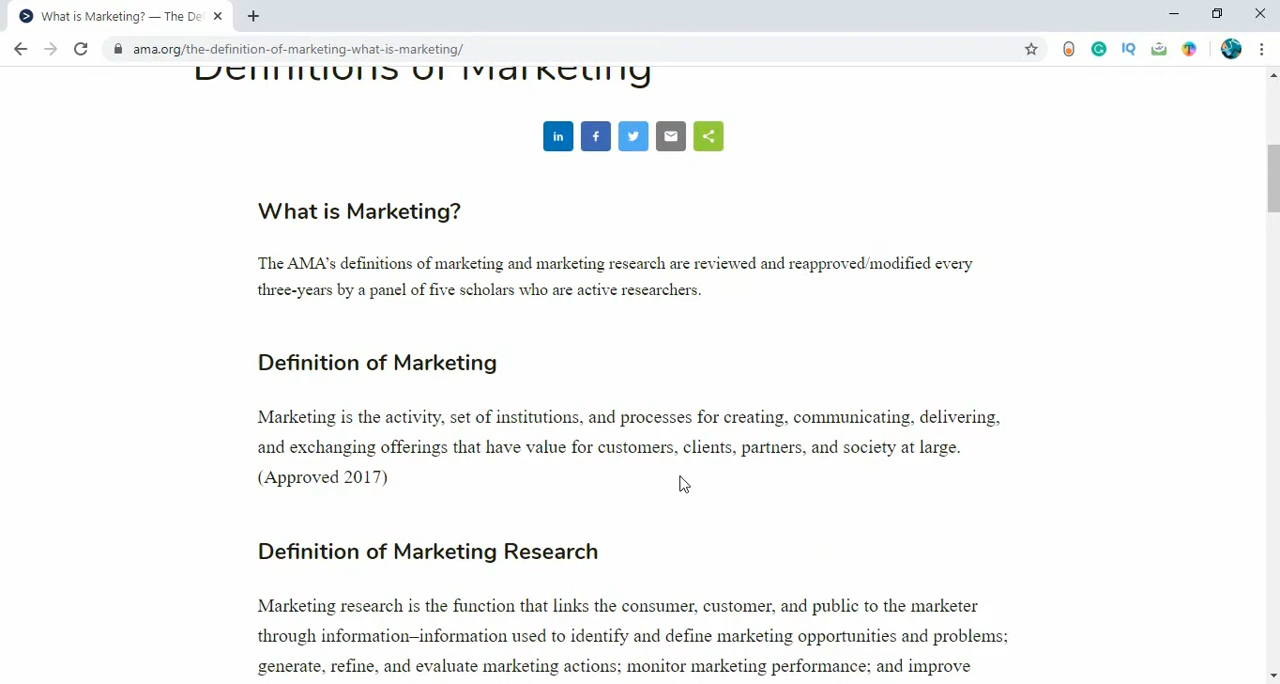 What is Marketing? — The De
ama.org/the-definition-of-marketing-what-is-marketing/
IQ
Definitions of Marketing
in
f
What is Marketing?
The AMA's definitions of marketing and marketing research are reviewed and reapproved/modified every
three-years by a panel of five scholars who are active researchers.
Definition of Marketing
Marketing is the activity, set of institutions, and processes for creating, communicating, delivering,
and exchanging offerings that have value for customers, clients, partners, and society at large.
(Approved 2017)
Definition of Marketing Research
Marketing research is the function that links the consumer, customer, and public to the marketer
through information–information used to identify and define marketing opportunities and problems;
generate, refine, and evaluate marketing actions; monitor marketing performance; and improve